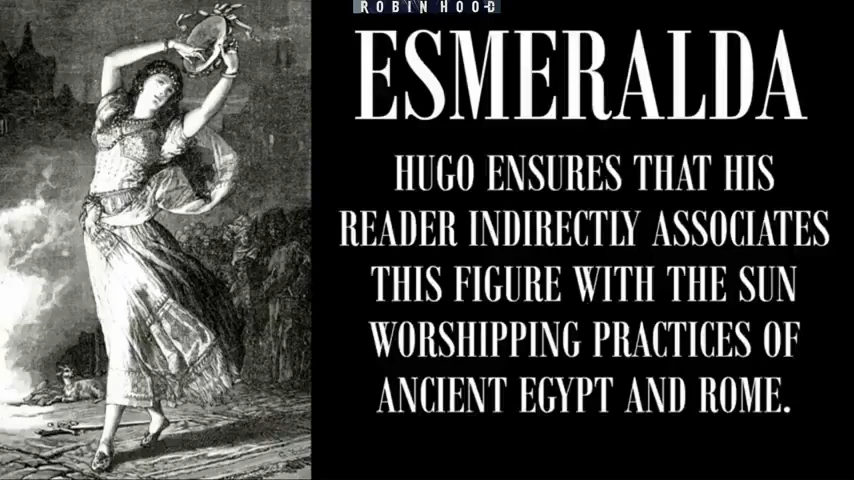 ROBIN HOOD
ESMERALDA
HUGO ENSURES THAT HIS
READER INDIRECTLY ASSOCIATES
THIS FIGURE WITH THE SUN
WORSHIPPING PRACTICES OF
ANCIENT EGYPT AND ROME.